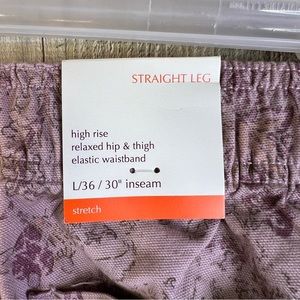 STRAIGHT LEG
high rise
relaxed hip & thigh
elastic waistband
L/36 / 30" inseam
stretch